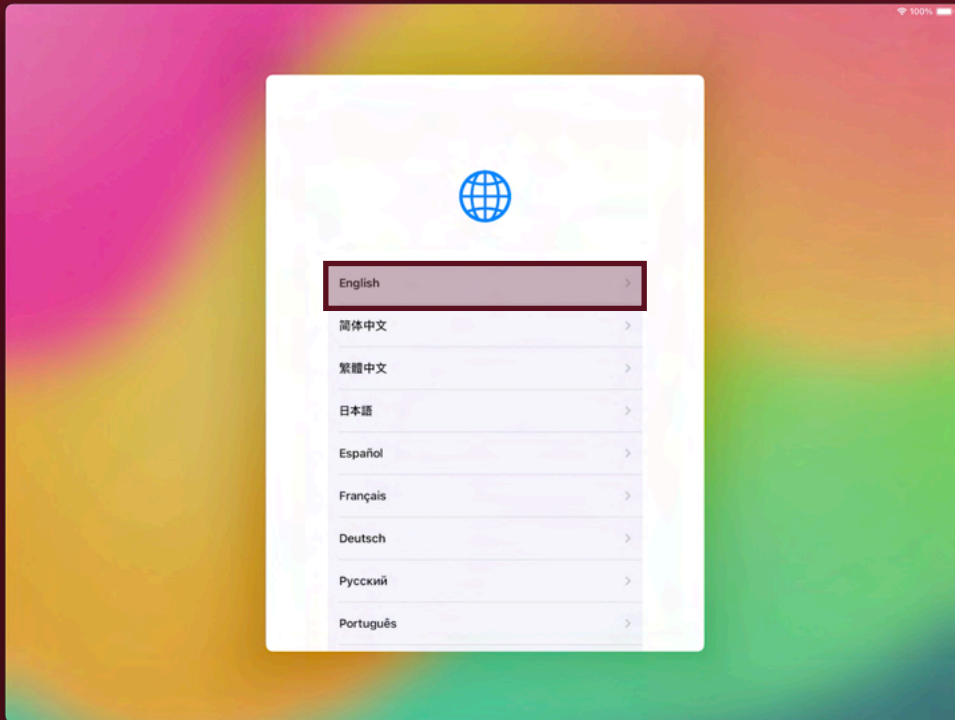 100%
English
简体中文
繁體中文
日本語
Español
Français
Deutsch
Русский
Português